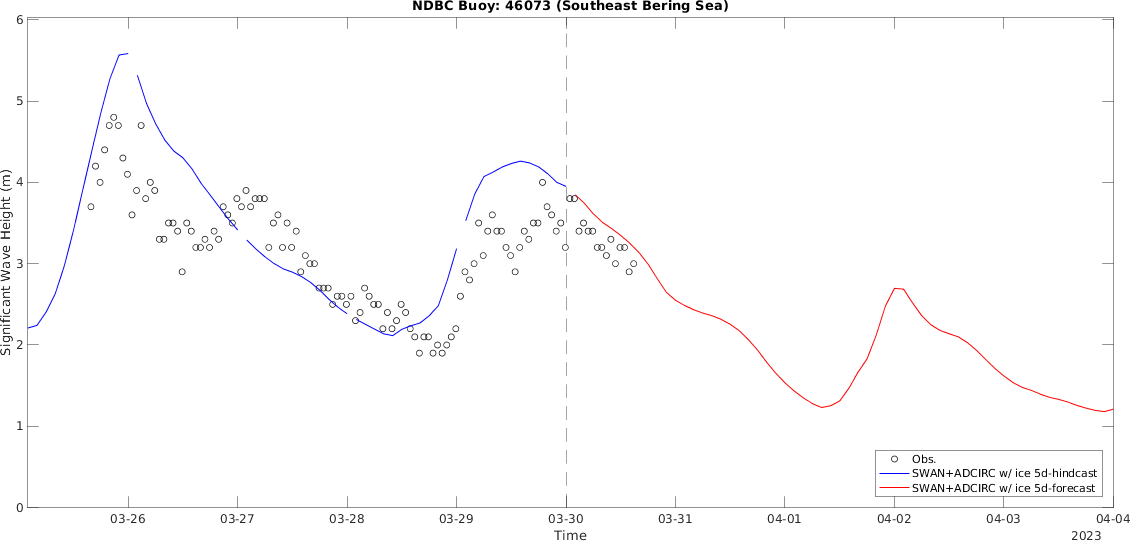 NDBC Buoy: 46073 (Southeast Bering Sea)
Significant Wave Height (m)
6
5
4
3
2
1
0
Obs.
SWAN+ADCIRC w/ ice 5d-hindcast
SWAN+ADCIRC w/ ice 5d-forecast
03-26 03-27 03-28 03-29 03-30 03-31 04-01 04-02 04-03 04-04
Time
2023